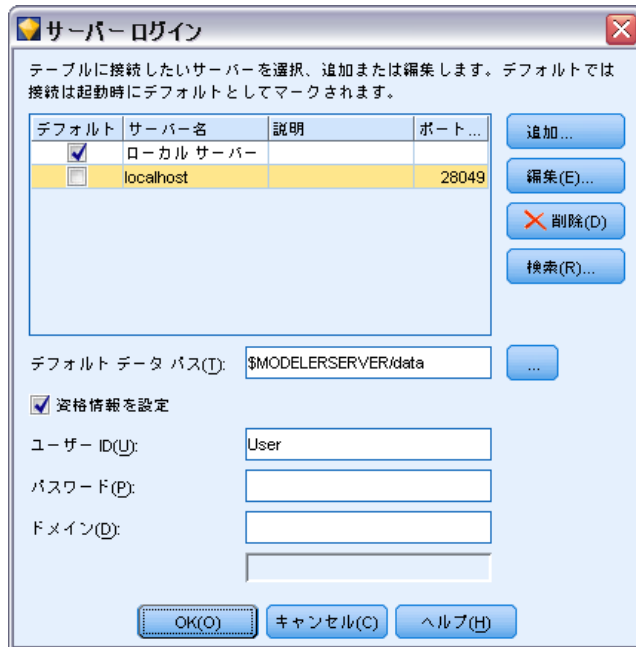 サーバー ログイン
テーブルに接続したいサーバーを選択、追加または編集します。デフォルトでは
接続は起動時にデフォルトとしてマークされます。
デフォルト サーバー名 説明 ポート...
ローカル サーバー
localhost 28049
追加...
編集(E)...
削除(D)
検索(R)...
デフォルト データ パス(T): $MODELERSERVER/data ...
資格情報を設定
ユーザー ID(U): User
パスワード(P):
ドメイン(D):
OK(O) キャンセル(C) ヘルプ(H)